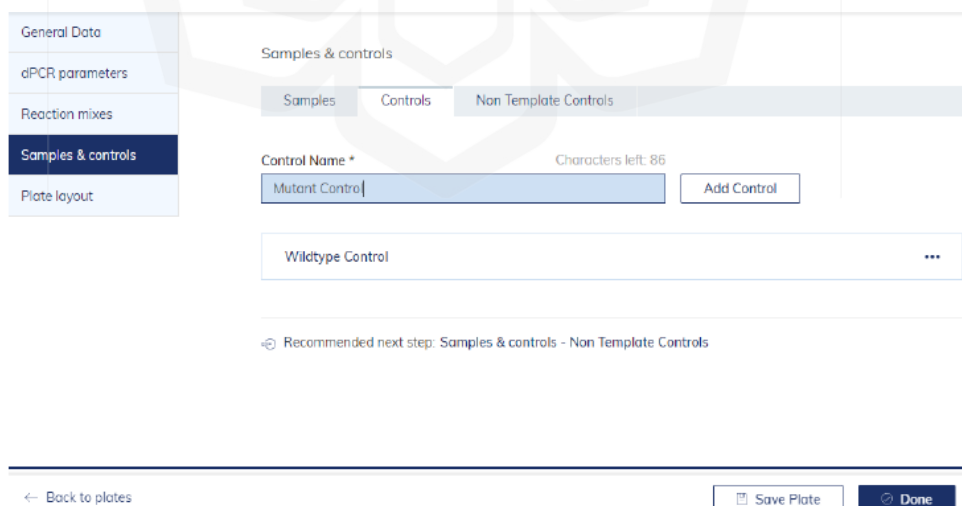 General Data
dPCR parameters
Reaction mixes
Samples & controls
Plate layout
Samples & controls
Samples Controls Non Template Controls
Control Name * Characters left: 86
Mutant Control Add Control
Wildtype Control
Recommended next step: Samples & controls - Non Template Controls
← Back to plates Save Plate Done